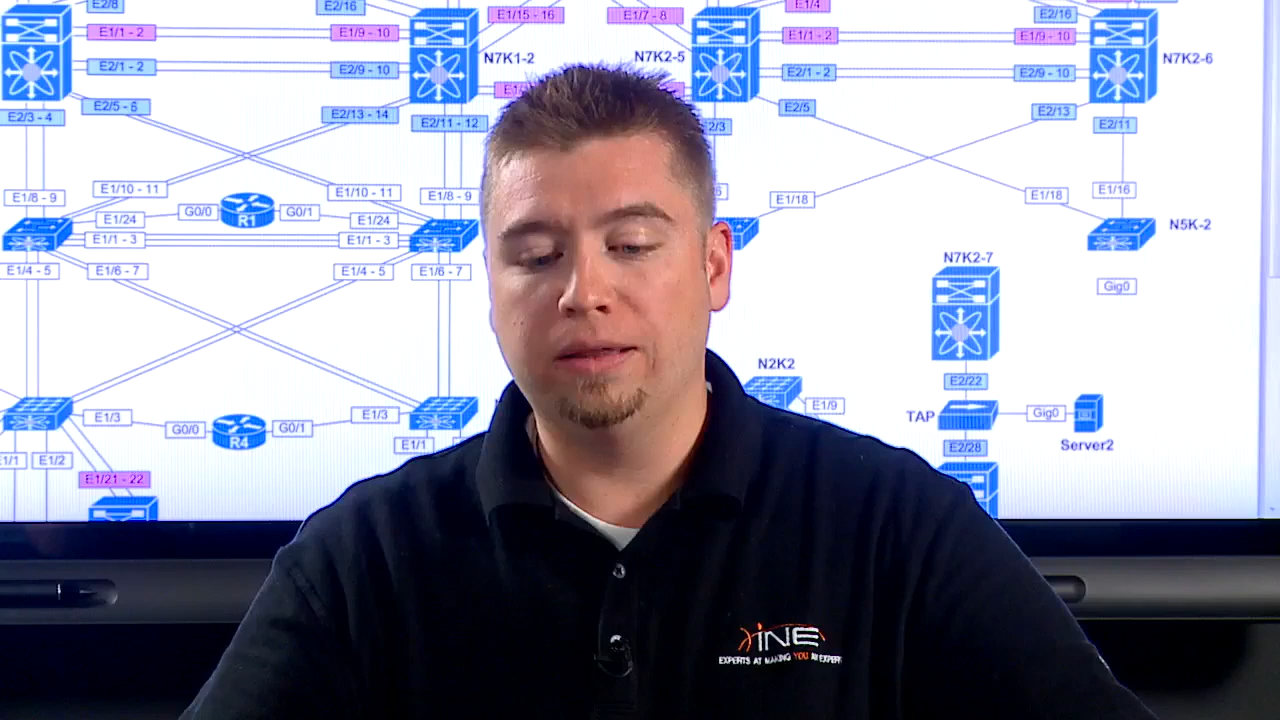 E2/8
E2/16
E1/15 - 16
E1/7 - 8
E1/4
E2/16
E1/1 - 2
E1/9 - 10
E1/1 - 2
E1/9 - 10
N7K1-2
N7K2-5
N7K2-6
E2/1 - 2
E2/9 - 10
E2/1 - 2
E2/9 - 10
E2/5 - 6
E2/13 - 14
E2/5
E2/13
E2/3 - 4
E2/11 - 12
E2/11
E1/10 - 11
E1/10 - 11
E1/8 - 9
E1/8 - 9
E1/18
E1/18
E1/16
E1/24
G0/0
R1
G0/1
E1/24
N5K-2
E1/1 - 3
E1/1 - 3
E1/4 - 5
E1/6 - 7
E1/4 - 5
E1/6 - 7
N7K2-7
Gig0
N2K2
E2/22
E1/3
G0/0
R4
G0/1
E1/3
E1/9
TAP
Gig0
Server2
E1/1
E2/28
E1/2
E1/21 - 22
iNE
EXPERTS AT MAKING YOU AN EXPERT